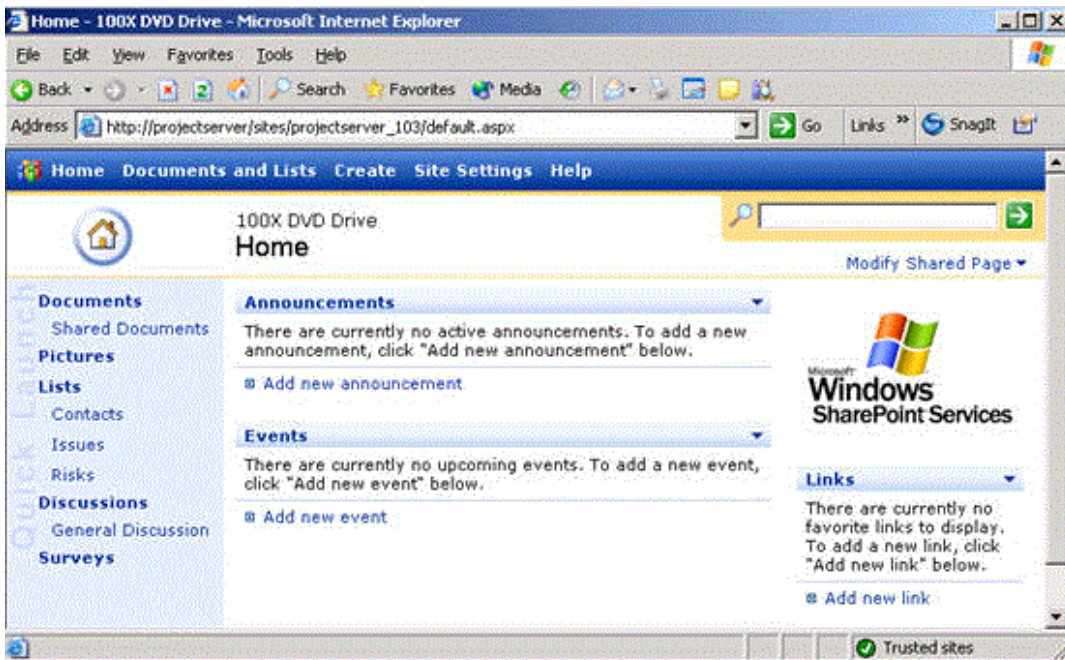 Home - 100X DVD Drive - Microsoft Internet Explorer
File Edit View Favorites Tools Help
Back Search Favorites Media
Address http://projectserver/sites/projectserver_103/default.aspx Go Links » SnagIt
Home Documents and Lists Create Site Settings Help
100X DVD Drive
Home
Modify Shared Page
Quick Launch
Documents
Shared Documents
Pictures
Lists
Contacts
Issues
Risks
Discussions
General Discussion
Surveys
Announcements
There are currently no active announcements. To add a new
announcement, click "Add new announcement" below.
Add new announcement
Events
There are currently no upcoming events. To add a new event,
click "Add new event" below.
Add new event
Microsoft
Windows
SharePoint Services
Links
There are currently no
favorite links to display.
To add a new link, click
"Add new link" below.
Add new link
Trusted sites